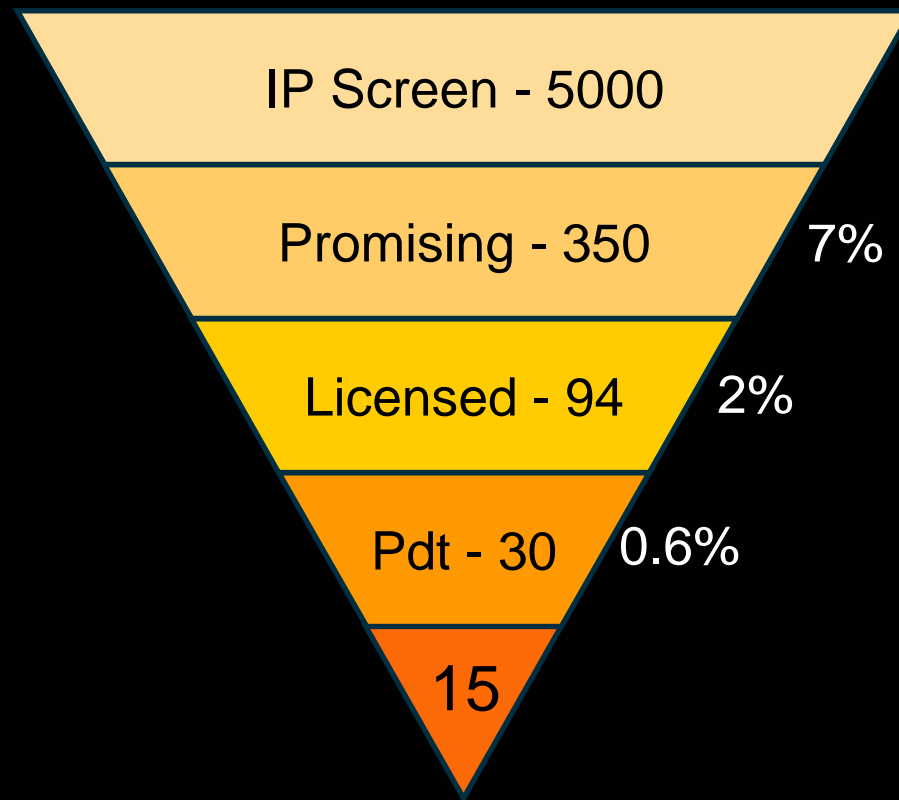 IP Screen - 5000
Promising - 350
7%
Licensed - 94
2%
Pdt - 30
0.6%
15